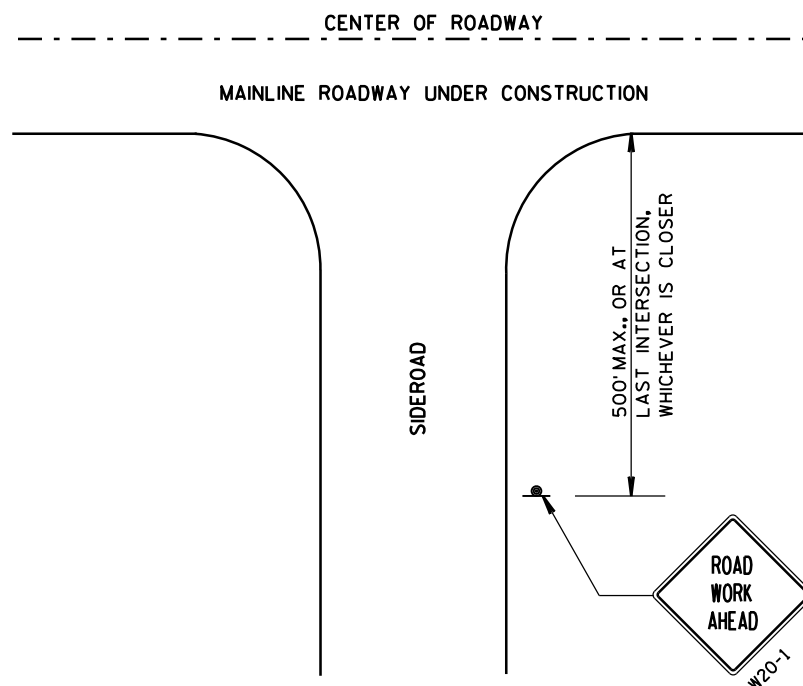 CENTER OF ROADWAY
MAINLINE ROADWAY UNDER CONSTRUCTION
500' MAX., OR AT
LAST INTERSECTION,
WHICHEVER IS CLOSER
SIDEROAD
ROAD
WORK
AHEAD
W20-1